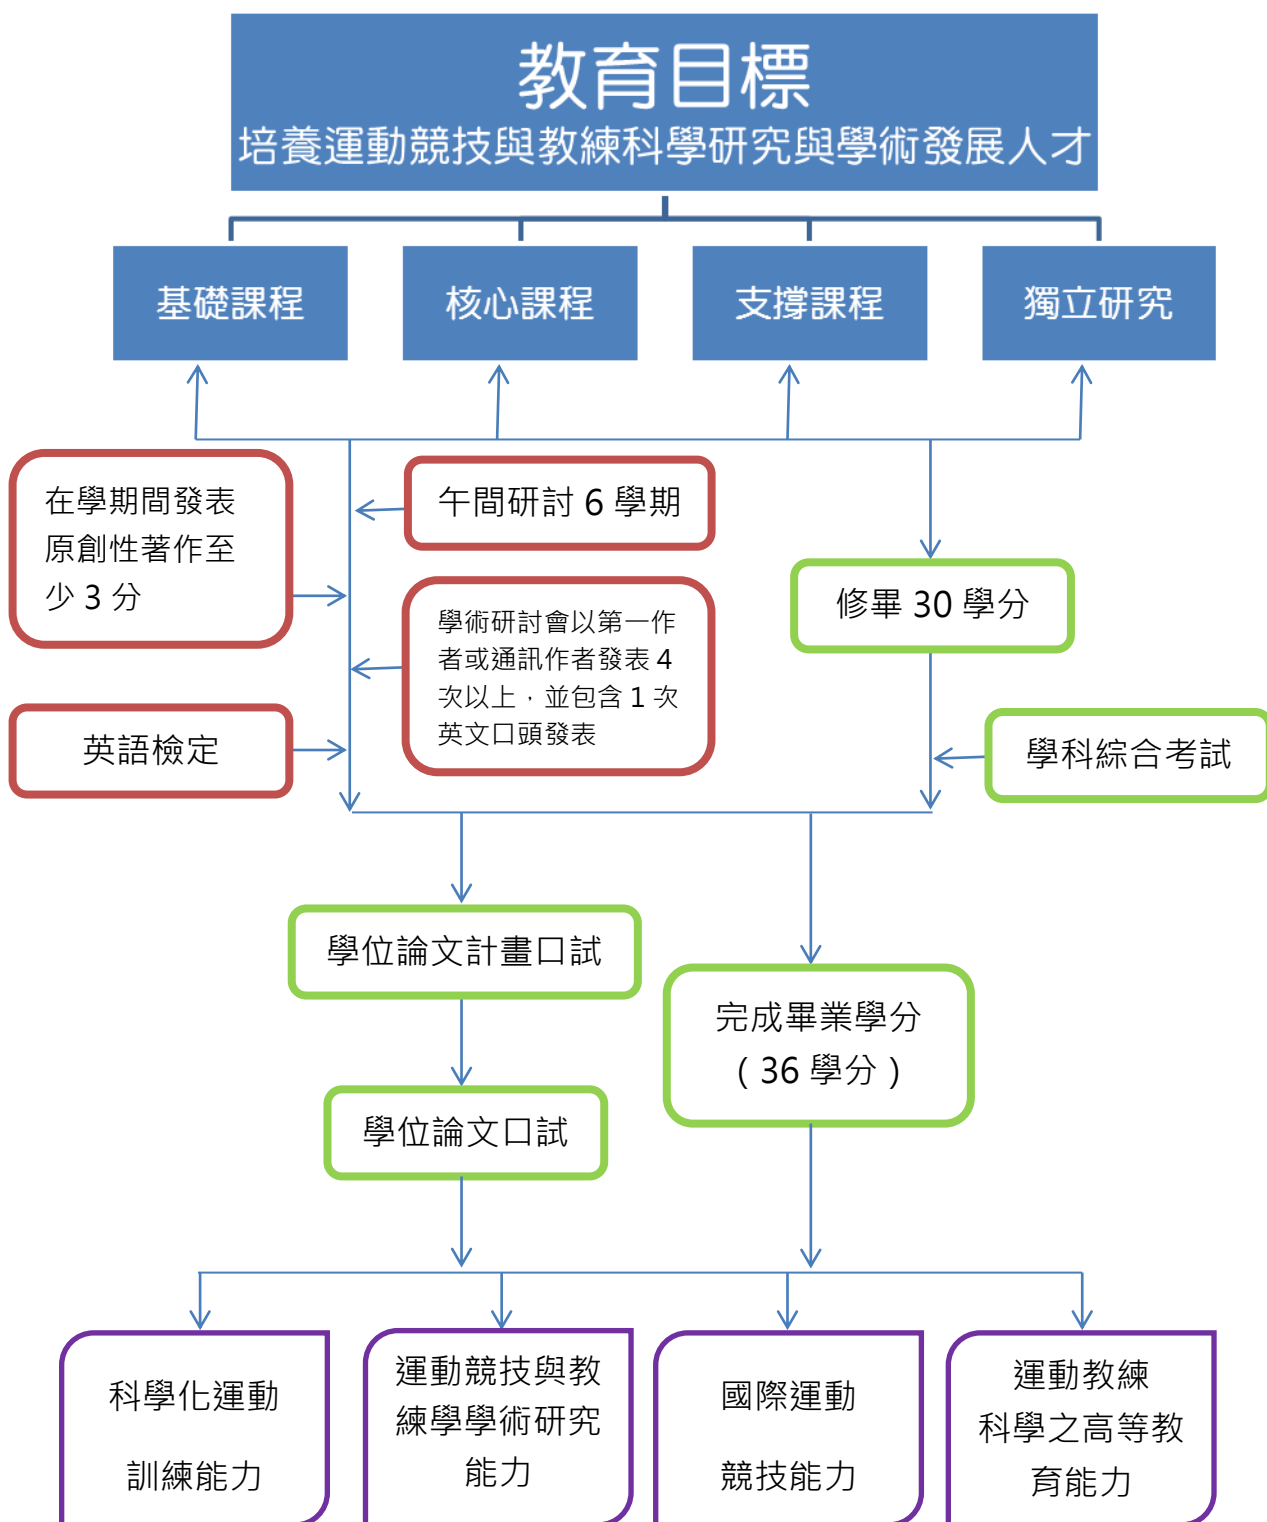 教育目標
培養運動競技與教練科學研究與學術發展人才
基礎課程
核心課程
支撐課程
獨立研究
在學期間發表
原創性著作至
少 3 分
午間研討 6 學期
修畢 30 學分
學術研討會以第一作
者或通訊作者發表 4
次以上，並包含 1 次
英文口頭發表
英語檢定
學科綜合考試
學位論文計畫口試
完成畢業學分
（36 學分）
學位論文口試
科學化運動
訓練能力
運動競技與教
練學學術研究
能力
國際運動
競技能力
運動教練
科學之高等教
育能力